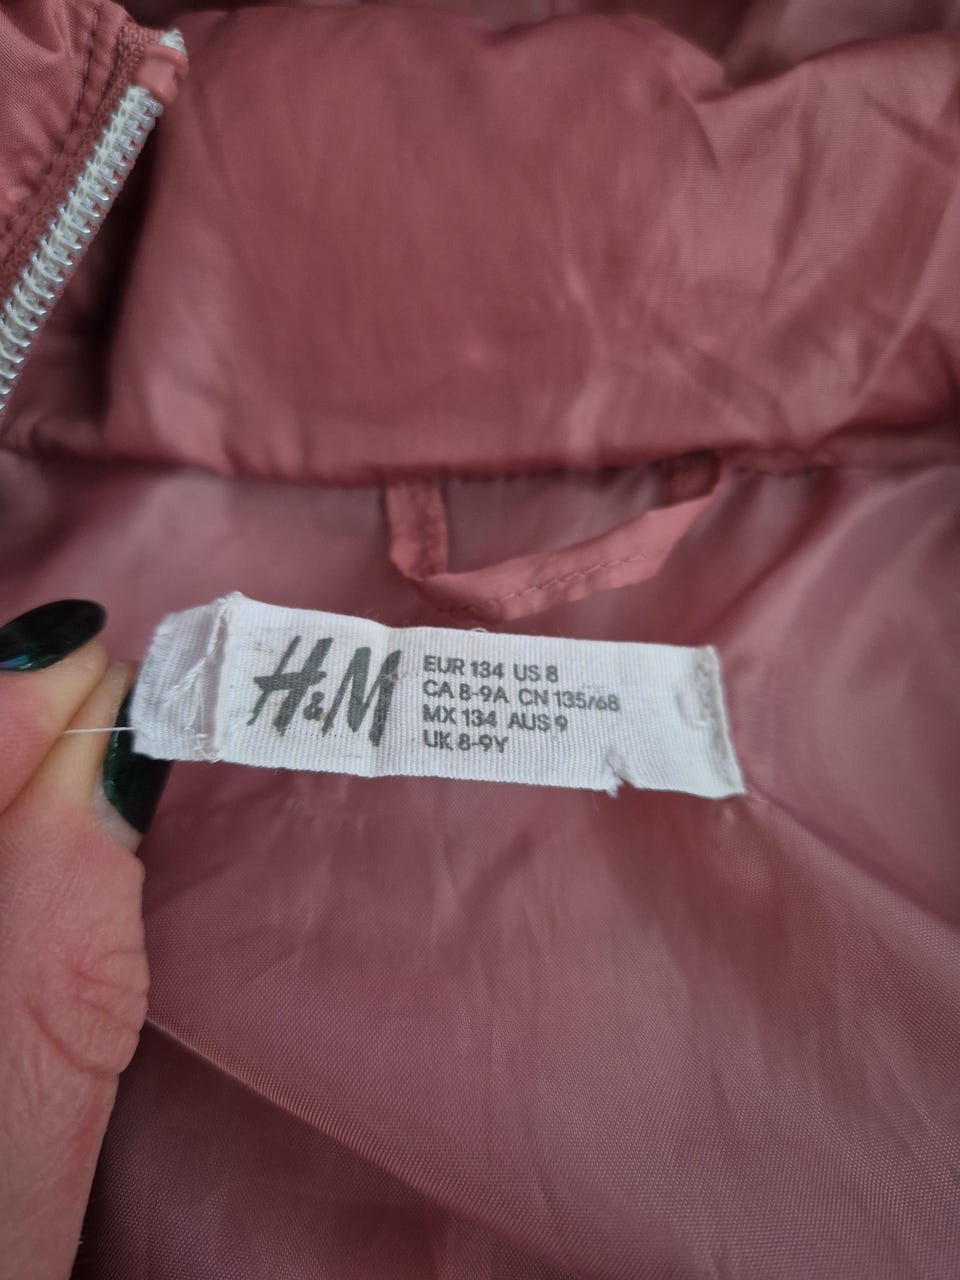 H&M
EUR 134 US 8
CA 8-9A CN 135/68
MX 134 AUS 9
UK 8-9Y